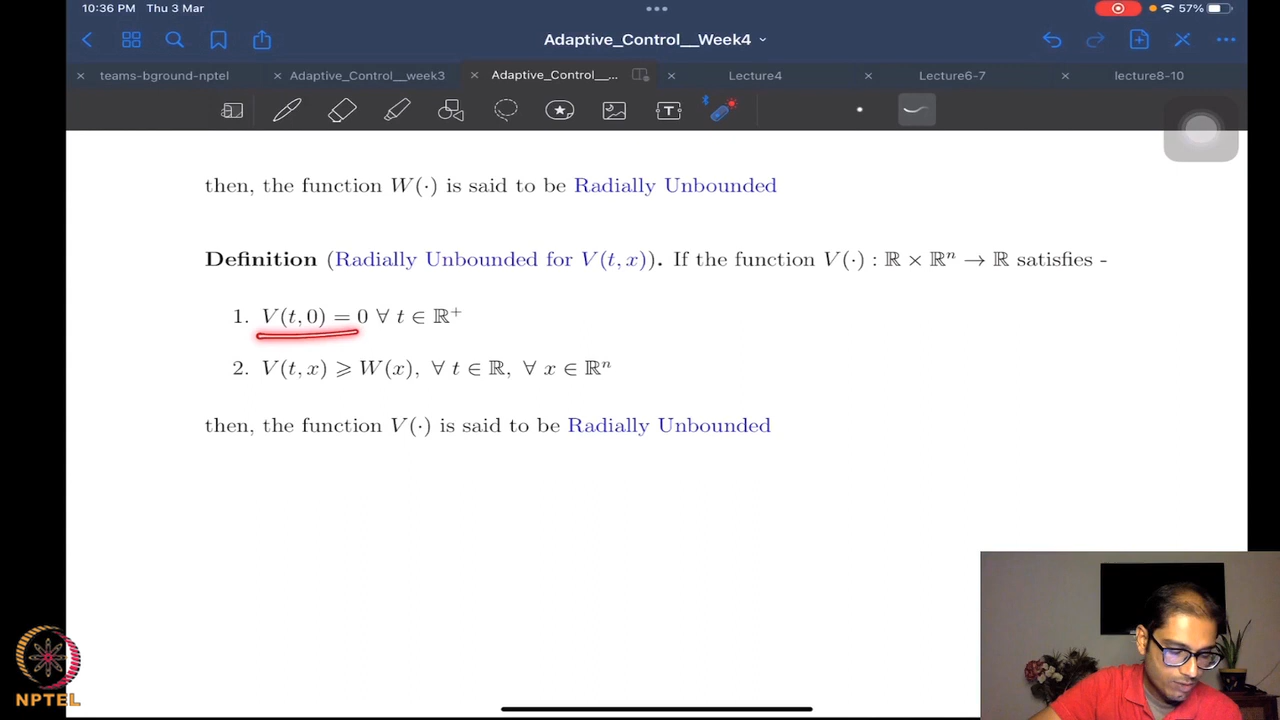 10:36 PM Thu 3 Mar
57%
Adaptive_Control__Week4
teams-bground-nptel
Adaptive_Control__week3
Adaptive_Control__...
Lecture4
Lecture6-7
lecture8-10
then, the function W(·) is said to be Radially Unbounded
Definition (Radially Unbounded for V(t, x)). If the function V(·) : ℝ × ℝⁿ → ℝ satisfies -
1. V(t, 0) = 0 ∀ t ∈ ℝ⁺
2. V(t, x) ⩾ W(x), ∀ t ∈ ℝ, ∀ x ∈ ℝⁿ
then, the function V(·) is said to be Radially Unbounded
NPTEL